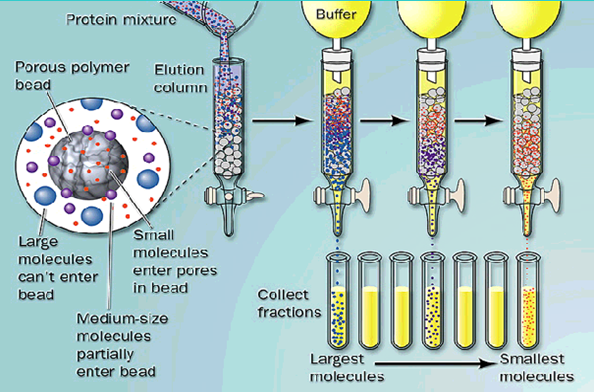 Protein mixture
Buffer
Porous polymer
bead
Elution
column
Large
molecules
can't enter
bead
Small
molecules
enter pores
in bead
Medium-size
molecules
partially
enter bead
Collect
fractions
Largest
molecules
Smallest
molecules